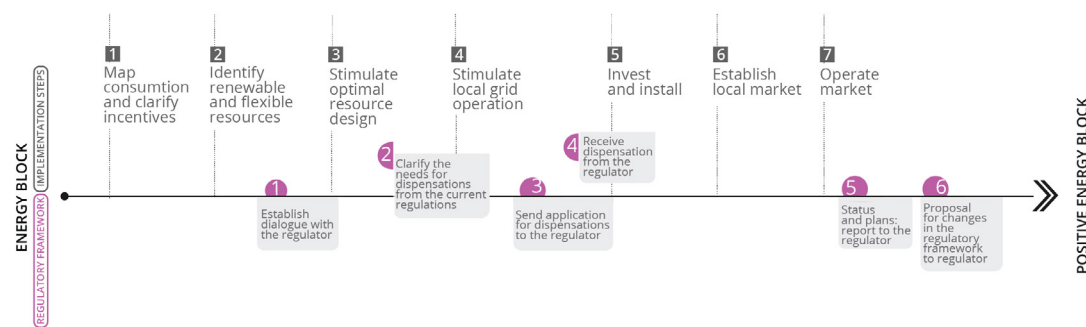 ENERGY BLOCK
IMPLEMENTATION STEPS
REGULATORY FRAMEWORK
1
Map
consumtion
and clarify
incentives
2
Identify
renewable
and flexible
resources
3
Stimulate
optimal
resource
design
4
Stimulate
local grid
operation
5
Invest
and install
6
Establish
local market
7
Operate
market
1
Establish
dialogue with
the regulator
2
Clarify the
needs for
dispensations
from the current
regulations
3
Send application
for dispensations
to the regulator
4
Receive
dispensation
from the
regulator
5
Status
and plans:
report to the
regulator
6
Proposal
for changes
in the
regulatory
framework
to regulator
POSITIVE ENERGY BLOCK